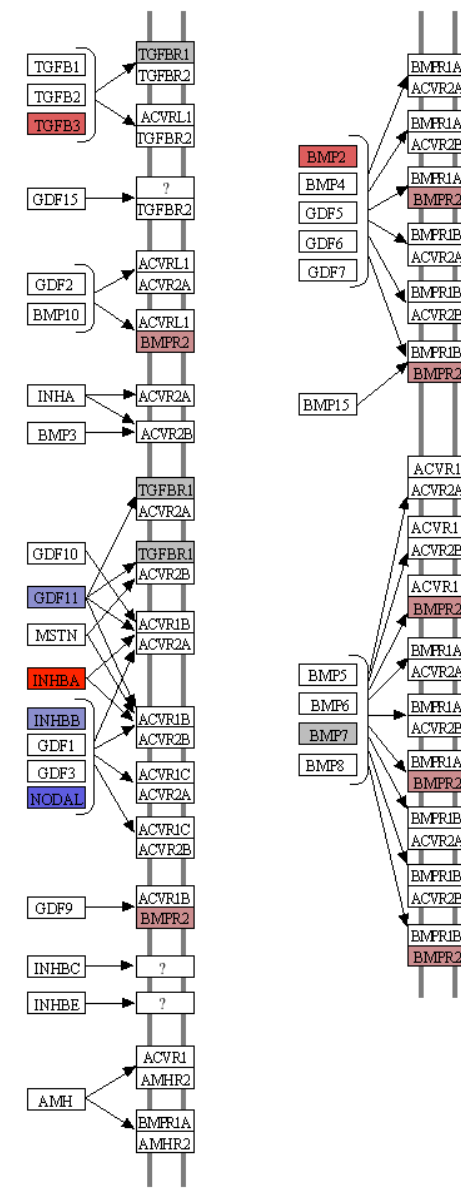 TGFB1
TGFB2
TGFB3
TGFBR1
TGFBR2
ACVRL1
TGFBR2
GDF15
?
TGFBR2
GDF2
BMP10
ACVRL1
ACVR2A
ACVRL1
BMPR2
INHA
ACVR2A
BMP3
ACVR2B
TGFBR1
ACVR2A
GDF10
TGFBR1
ACVR2B
GDF11
MSTN
ACVR1B
ACVR2A
INHBA
INHBB
GDF1
GDF3
NODAL
ACVR1B
ACVR2B
ACVR1C
ACVR2A
ACVR1C
ACVR2B
GDF9
ACVR1B
BMPR2
INHBC
?
INHBE
?
AMH
ACVR1
AMHR2
BMPR1A
AMHR2
BMP2
BMP4
GDF5
GDF6
GDF7
BMP15
BMPR1A
ACVR2A
BMPR1A
ACVR2B
BMPR1A
BMPR2
BMPR1B
ACVR2A
BMPR1B
ACVR2B
BMPR1B
BMPR2
BMP5
BMP6
BMP7
BMP8
ACVR1
ACVR2A
ACVR1
ACVR2B
ACVR1
BMPR2
BMPR1A
ACVR2A
BMPR1A
ACVR2B
BMPR1A
BMPR2
BMPR1B
ACVR2A
BMPR1B
ACVR2B
BMPR1B
BMPR2